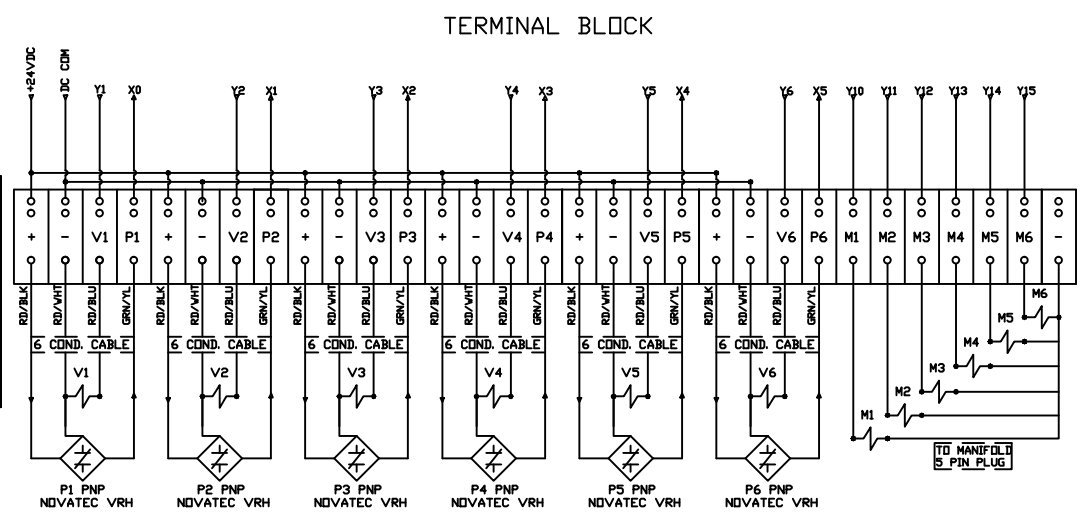 TERMINAL BLOCK
+24VDC
DC COM
Y1
X0
Y2
X1
Y3
X2
Y4
X3
Y5
X4
Y6
X5
Y10
Y11
Y12
Y13
Y14
Y15
+ - V1 P1 + - V2 P2 + - V3 P3 + - V4 P4 + - V5 P5 + - V6 P6 M1 M2 M3 M4 M5 M6 -
RD/BLK
RD/WHT
RD/BLU
GRN/YL
RD/BLK
RD/WHT
RD/BLU
GRN/YL
RD/BLK
RD/WHT
RD/BLU
GRN/YL
RD/BLK
RD/WHT
RD/BLU
GRN/YL
RD/BLK
RD/WHT
RD/BLU
GRN/YL
RD/BLK
RD/WHT
RD/BLU
GRN/YL
6 COND. CABLE
6 COND. CABLE
6 COND. CABLE
6 COND. CABLE
6 COND. CABLE
6 COND. CABLE
V1
V2
V3
V4
V5
V6
M6
M5
M4
M3
M2
M1
TO MANIFOLD
5 PIN PLUG
P1 PNP
NOVATEC VRH
P2 PNP
NOVATEC VRH
P3 PNP
NOVATEC VRH
P4 PNP
NOVATEC VRH
P5 PNP
NOVATEC VRH
P6 PNP
NOVATEC VRH